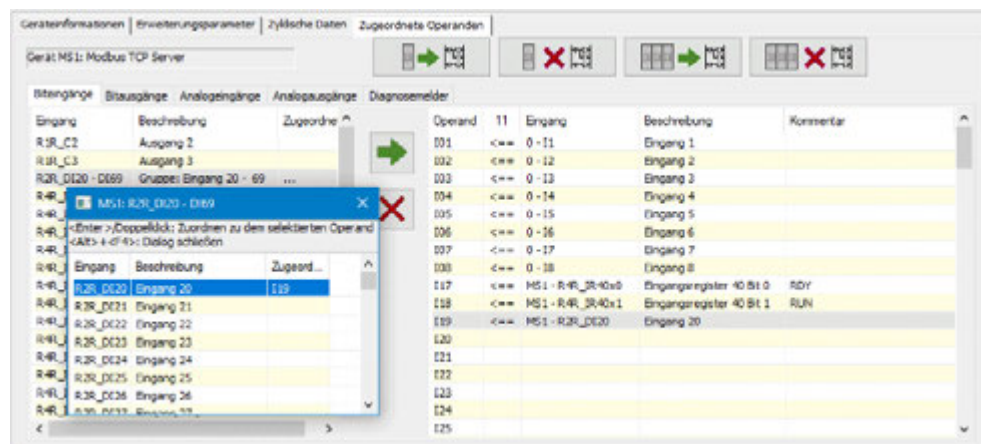 Geräteinformationen Erweiterungsparameter Zyklische Daten Zugeordnete Operanden
Gerät MS1: Modbus TCP Server
Biteingänge Bitausgänge Analogeingänge Analogausgänge Diagnosemelder
Eingang Beschreibung Zugeordne
R1R_C2 Ausgang 2
R1R_C3 Ausgang 3
R2R_DI20 - DI69 Gruppe: Eingang 20 - 69 ...
MS1: R2R_DI20 - DI69
<Enter>/Doppelklick: Zuordnen zu dem selektierten Operand
<Alt>+<F4>: Dialog schließen
Eingang Beschreibung Zugeord...
R2R_DI20 Eingang 20 I19
R2R_DI21 Eingang 21
R2R_DI22 Eingang 22
R2R_DI23 Eingang 23
R2R_DI24 Eingang 24
R2R_DI25 Eingang 25
R2R_DI26 Eingang 26
Operand 11 Eingang Beschreibung Kommentar
I01 <== 0 - I1 Eingang 1
I02 <== 0 - I2 Eingang 2
I03 <== 0 - I3 Eingang 3
I04 <== 0 - I4 Eingang 4
I05 <== 0 - I5 Eingang 5
I06 <== 0 - I6 Eingang 6
I07 <== 0 - I7 Eingang 7
I08 <== 0 - I8 Eingang 8
I17 <== MS1 - R4R_IR40x0 Eingangsregister 40 Bit 0 RDY
I18 <== MS1 - R4R_IR40x1 Eingangsregister 40 Bit 1 RUN
I19 <== MS1 - R2R_DI20 Eingang 20
I20
I21
I22
I23
I24
I25